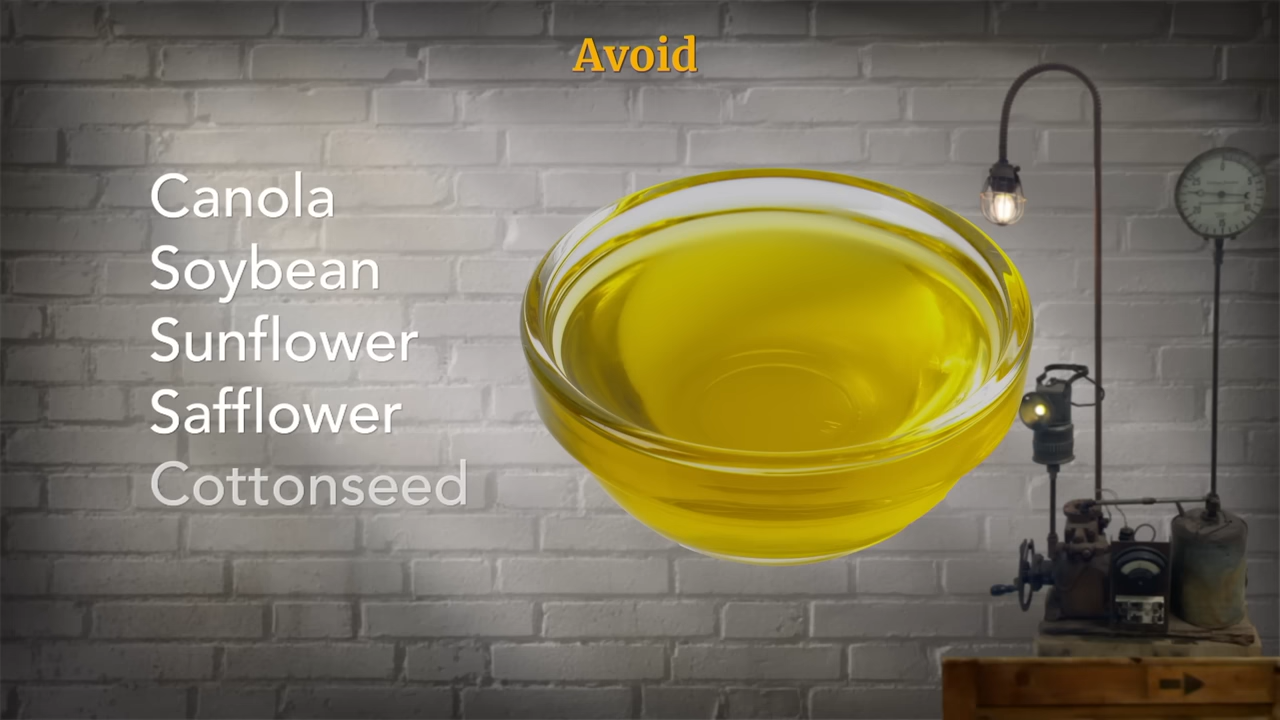 Avoid
Canola
Soybean
Sunflower
Safflower
Cottonseed